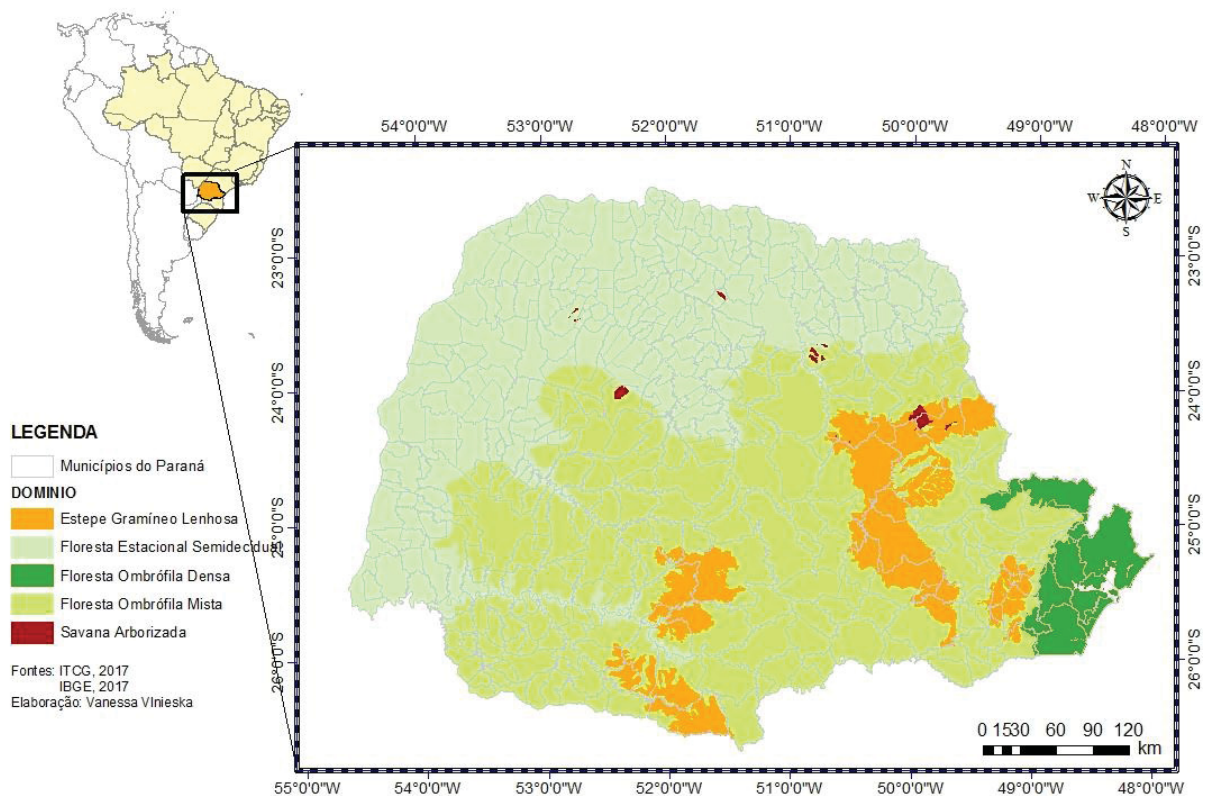 54°0'0"W 53°0'0"W 52°0'0"W 51°0'0"W 50°0'0"W 49°0'0"W 48°0'0"W
N
W E
S
23°0'0"S 23°0'0"S
24°0'0"S 24°0'0"S
25°0'0"S 25°0'0"S
26°0'0"S 26°0'0"S
LEGENDA
Municípios do Paraná
DOMINIO
Estepe Gramíneo Lenhosa
Floresta Estacional Semidecidual
Floresta Ombrófila Densa
Floresta Ombrófila Mista
Savana Arborizada
Fontes: ITCG, 2017
IBGE, 2017
Elaboração: Vanessa Vlnieska
0 15 30 60 90 120
km
55°0'0"W 54°0'0"W 53°0'0"W 52°0'0"W 51°0'0"W 50°0'0"W 49°0'0"W 48°0'0"W